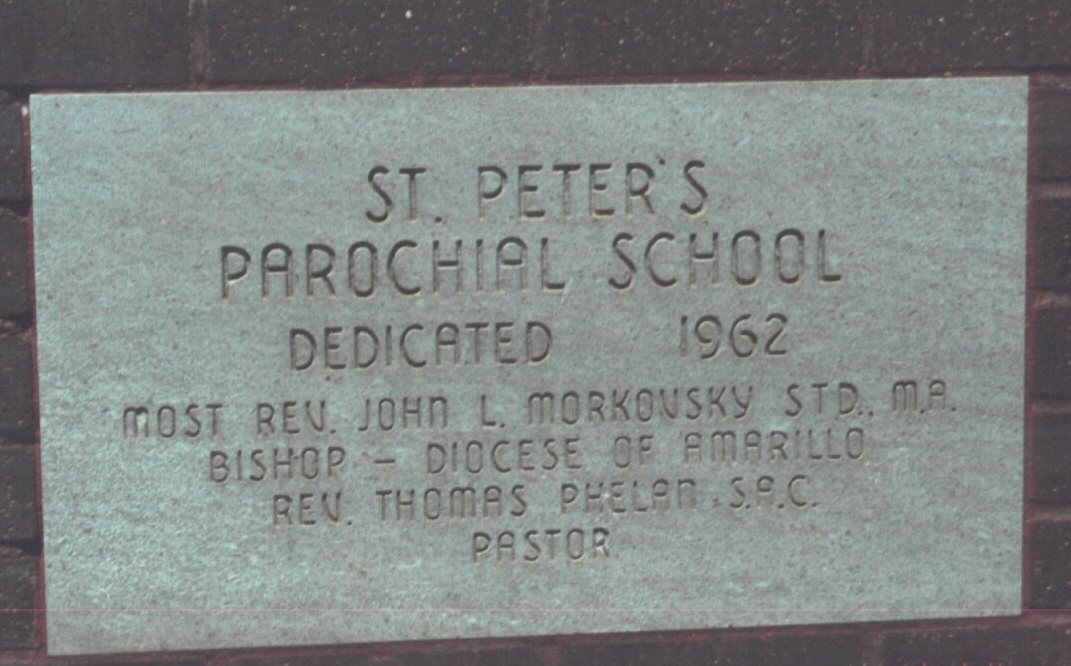 ST. PETER'S
PAROCHIAL SCHOOL
DEDICATED 1962
MOST REV. JOHN L. MORKOVSKY STD., M.A.
BISHOP – DIOCESE OF AMARILLO
REV. THOMAS PHELAN S.A.C.
PASTOR